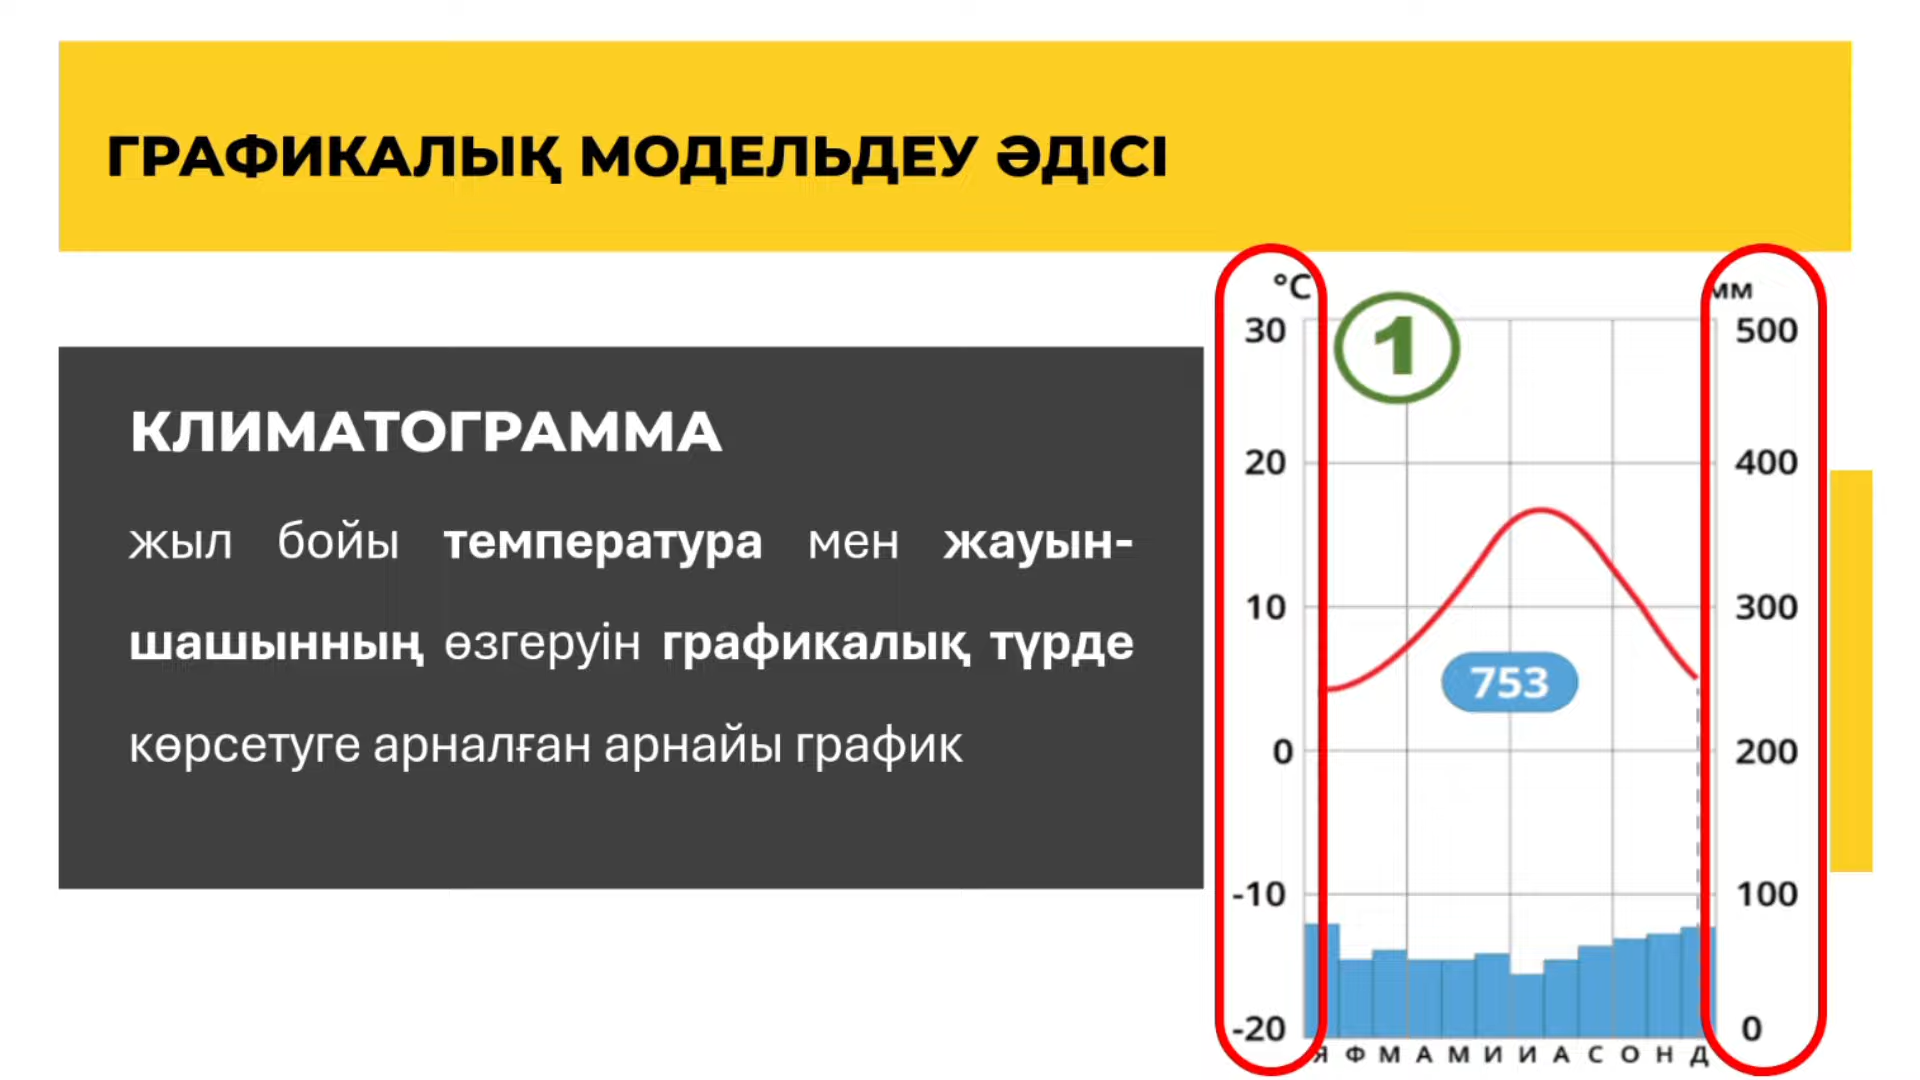 ГРАФИКАЛЫҚ МОДЕЛЬДЕУ ӘДІСІ
КЛИМАТОГРАММА
жыл бойы температура мен жауын-
шашынның өзгеруін графикалық түрде
көрсетуге арналған арнайы график
°C
мм
1
30
500
20
400
10
300
753
0
200
-10
100
-20
0
Я Ф М А М И И А С О Н Д